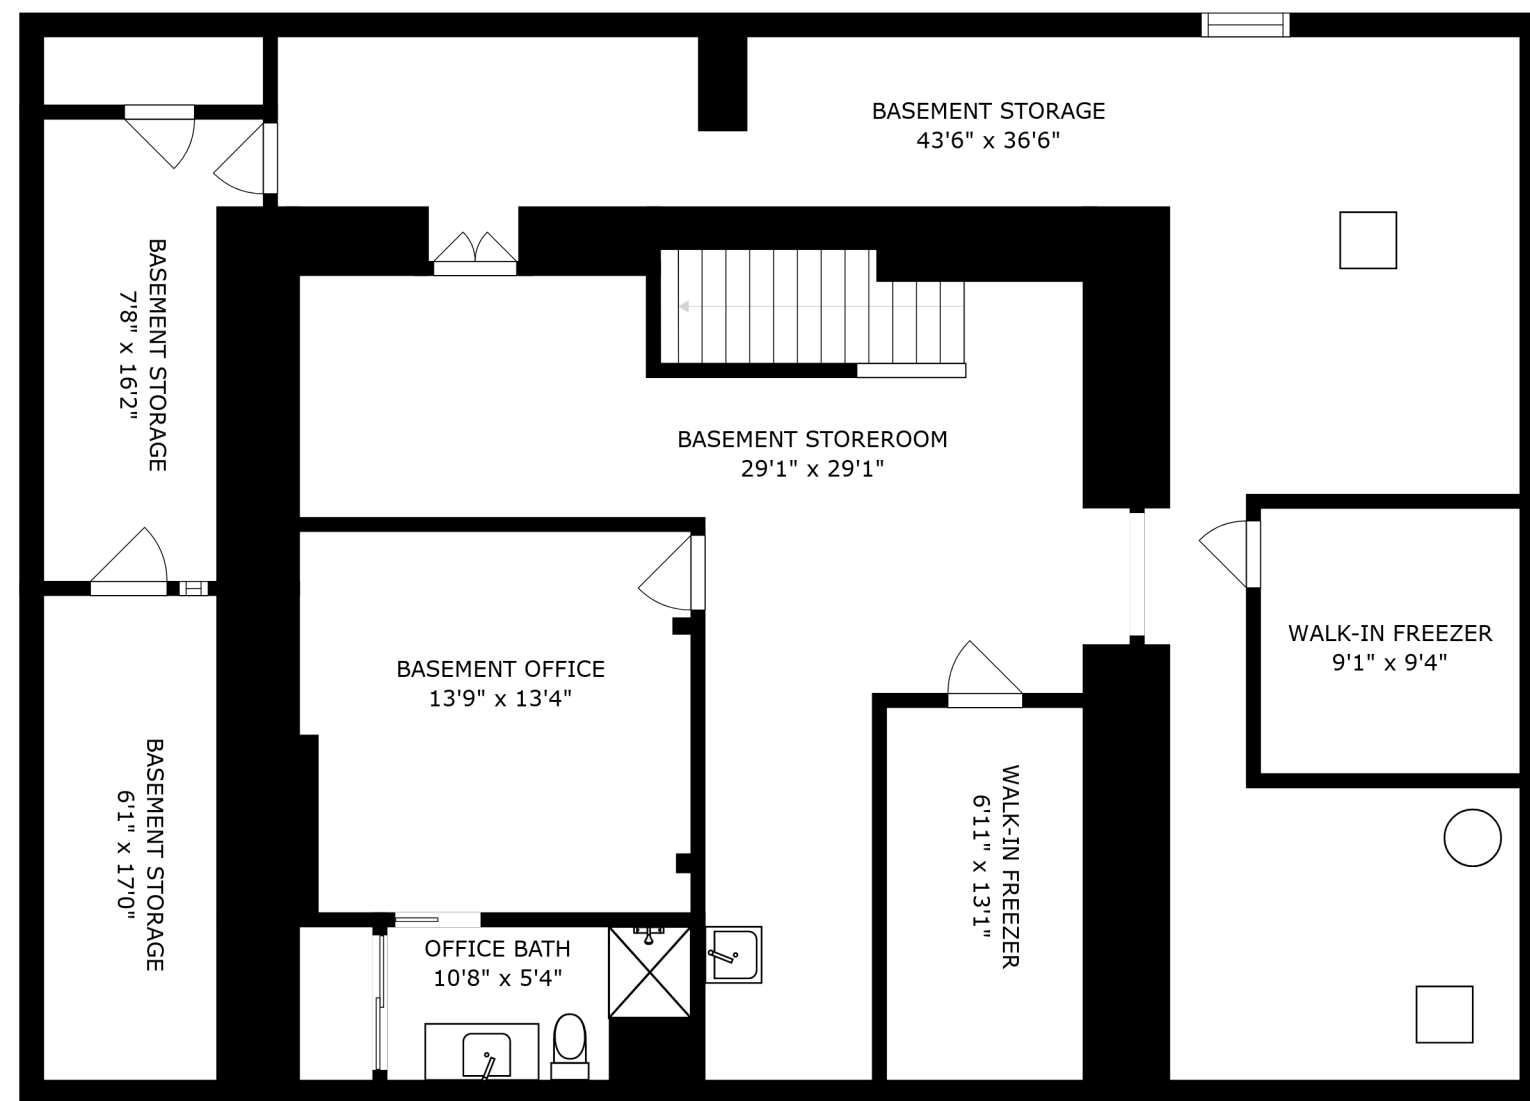 BASEMENT STORAGE
43'6" x 36'6"
BASEMENT STORAGE
7'8" x 16'2"
BASEMENT STOREROOM
29'1" x 29'1"
WALK-IN FREEZER
9'1" x 9'4"
BASEMENT OFFICE
13'9" x 13'4"
BASEMENT STORAGE
6'1" x 17'0"
WALK-IN FREEZER
6'11" x 13'1"
OFFICE BATH
10'8" x 5'4"